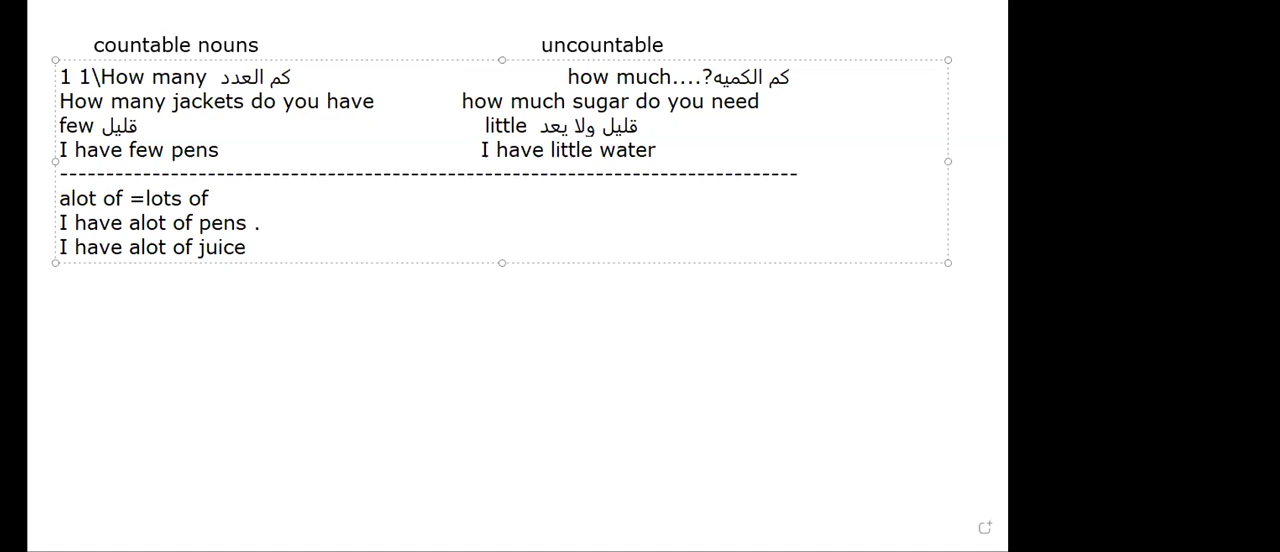 countable nouns uncountable
1 1\How many كم العدد how much....?كم الكميه
How many jackets do you have how much sugar do you need
few قليل little قليل ولا يعد
I have few pens I have little water
--------------------------------------------------------------------------------
alot of =lots of
I have alot of pens .
I have alot of juice